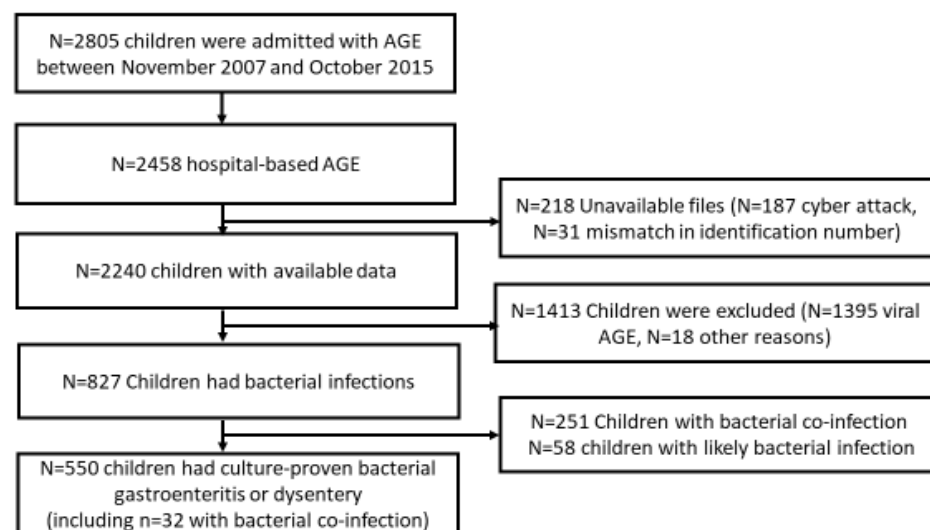 N=2805 children were admitted with AGE
between November 2007 and October 2015
N=2458 hospital-based AGE
N=218 Unavailable files (N=187 cyber attack,
N=31 mismatch in identification number)
N=2240 children with available data
N=1413 Children were excluded (N=1395 viral
AGE, N=18 other reasons)
N=827 Children had bacterial infections
N=251 Children with bacterial co-infection
N=58 children with likely bacterial infection
N=550 children had culture-proven bacterial
gastroenteritis or dysentery
(including n=32 with bacterial co-infection)